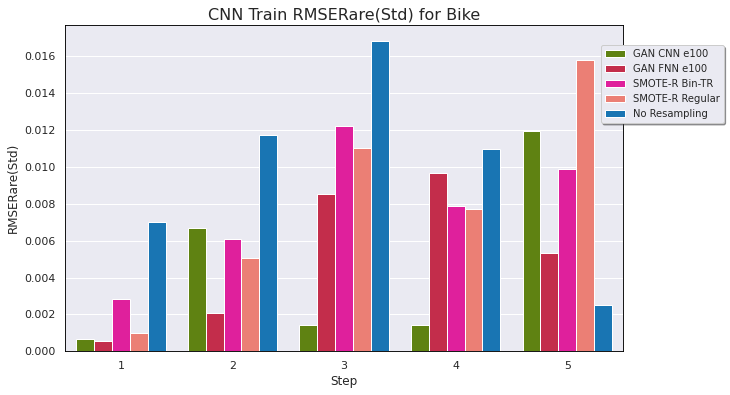 CNN Train RMSERare(Std) for Bike
GAN CNN e100
GAN FNN e100
SMOTE-R Bin-TR
SMOTE-R Regular
No Resampling
RMSERare(Std)
0.016
0.014
0.012
0.010
0.008
0.006
0.004
0.002
0.000
1 2 3 4 5
Step